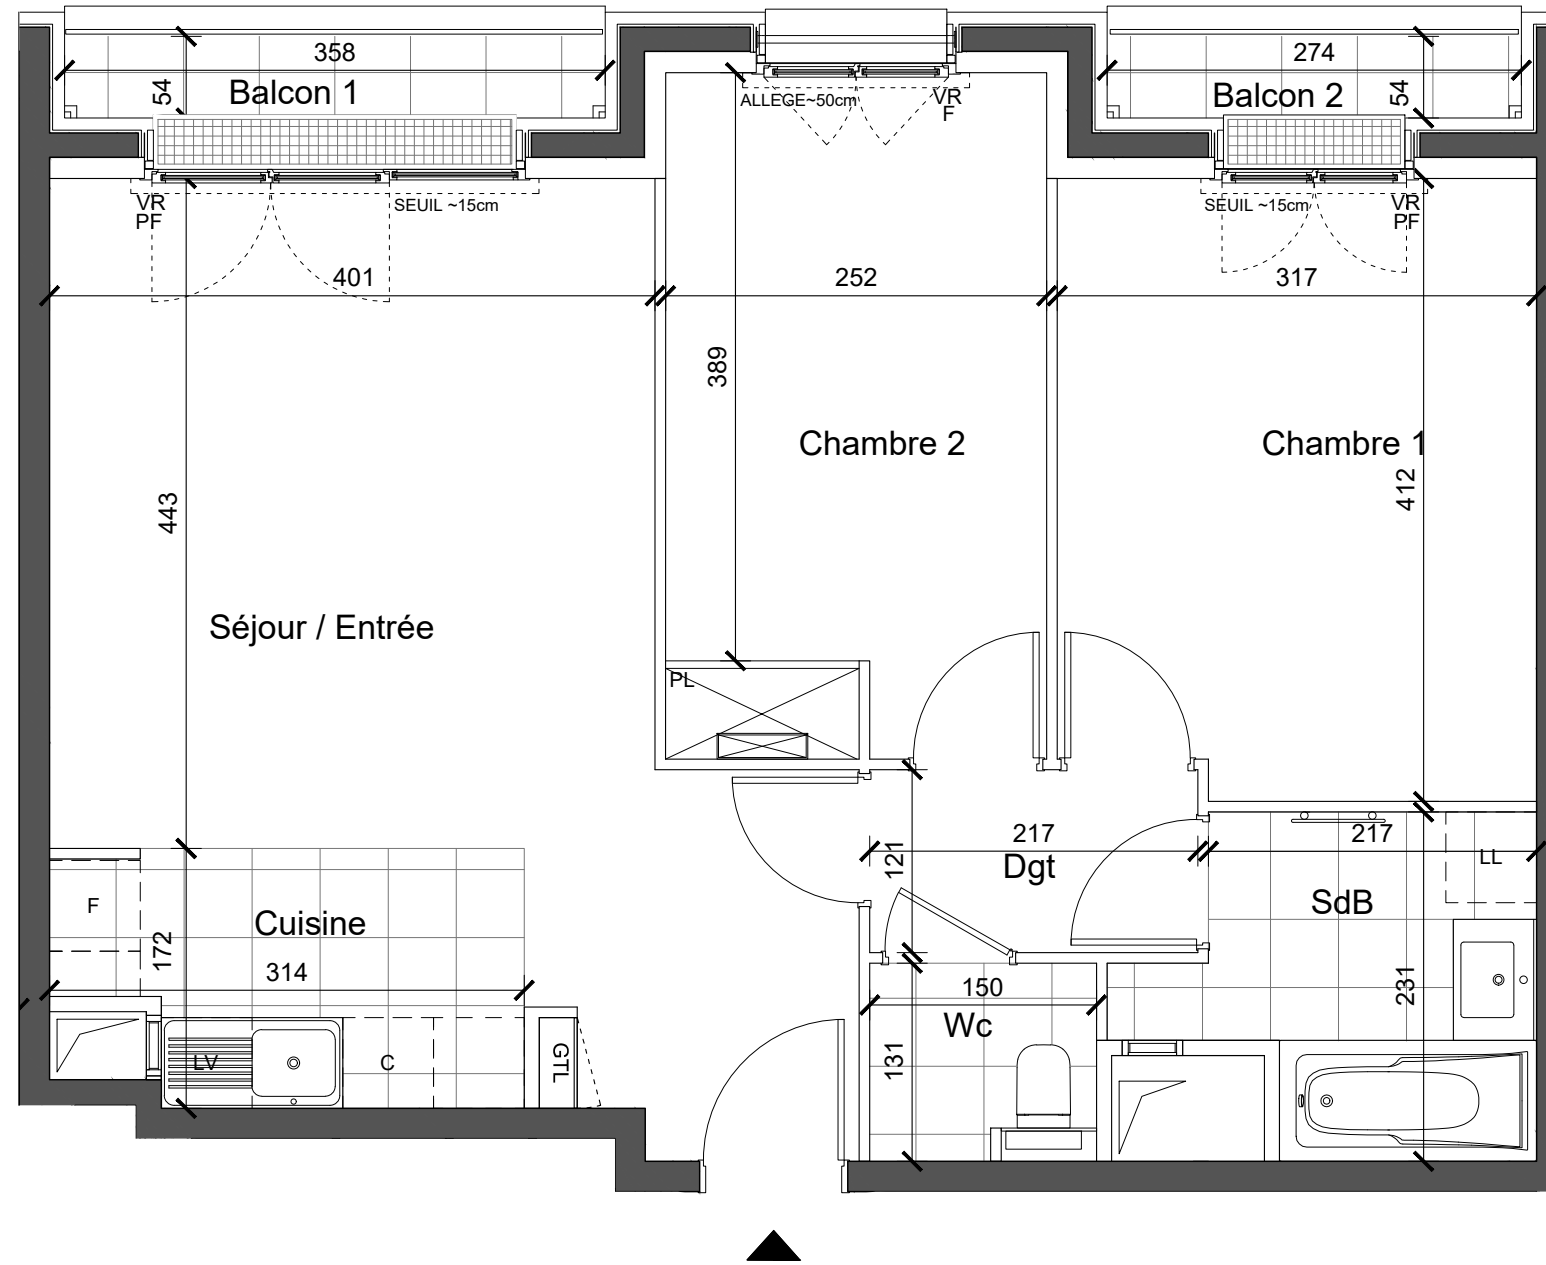 358
274
54
Balcon 1
ALLEGE~50cm
VR
F
Balcon 2
54
VR
PF
SEUIL ~15cm
SEUIL ~15cm
VR
PF
401
252
317
389
443
Chambre 2
Chambre 1
412
Séjour / Entrée
PL
217
217
121
Dgt
LL
F
Cuisine
SdB
172
314
150
231
Wc
LV
C
GTL
131